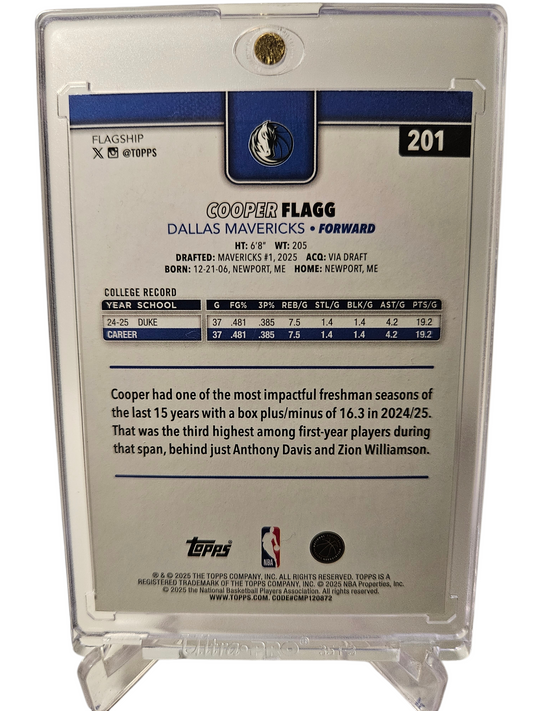 FLAGSHIP
X @TOPPS
201
COOPER FLAGG
DALLAS MAVERICKS • FORWARD
HT: 6'8" WT: 205
DRAFTED: MAVERICKS #1, 2025 ACQ: VIA DRAFT
BORN: 12-21-06, NEWPORT, ME HOME: NEWPORT, ME
COLLEGE RECORD
YEAR SCHOOL G FG% 3P% REB/G STL/G BLK/G AST/G PTS/G
24-25 DUKE 37 .481 .385 7.5 1.4 1.4 4.2 19.2
CAREER 37 .481 .385 7.5 1.4 1.4 4.2 19.2
Cooper had one of the most impactful freshman seasons of
the last 15 years with a box plus/minus of 16.3 in 2024/25.
That was the third highest among first-year players during
that span, behind just Anthony Davis and Zion Williamson.
Topps
NBA
® & © 2025 THE TOPPS COMPANY, INC. ALL RIGHTS RESERVED. TOPPS IS A
REGISTERED TRADEMARK OF THE TOPPS COMPANY, INC. © 2025 NBA Properties, Inc.
© 2025 the National Basketball Players Association. All rights reserved.
WWW.TOPPS.COM. CODE#CMP120872
Ultra·PRO®